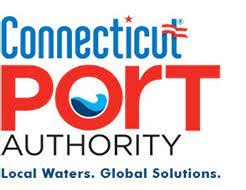 Connecticut
PORT
AUTHORITY
Local Waters. Global Solutions.